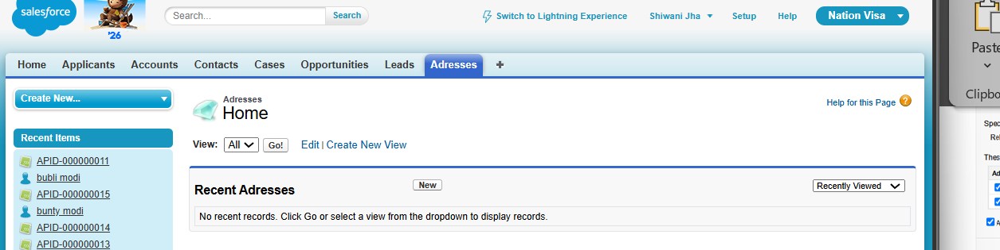 salesforce
'26
Search...
Search
Switch to Lightning Experience
Shiwani Jha
Setup
Help
Nation Visa
Home Applicants Accounts Contacts Cases Opportunities Leads Adresses +
Create New...
Recent Items
APID-000000011
bubli modi
APID-000000015
bunty modi
APID-000000014
APID-000000013
Adresses
Home
Help for this Page ?
View: All Go! Edit | Create New View
Recent Adresses
New
Recently Viewed
No recent records. Click Go or select a view from the dropdown to display records.
Paste
Clipbo
Spec
Rel
Thes
Ad
A